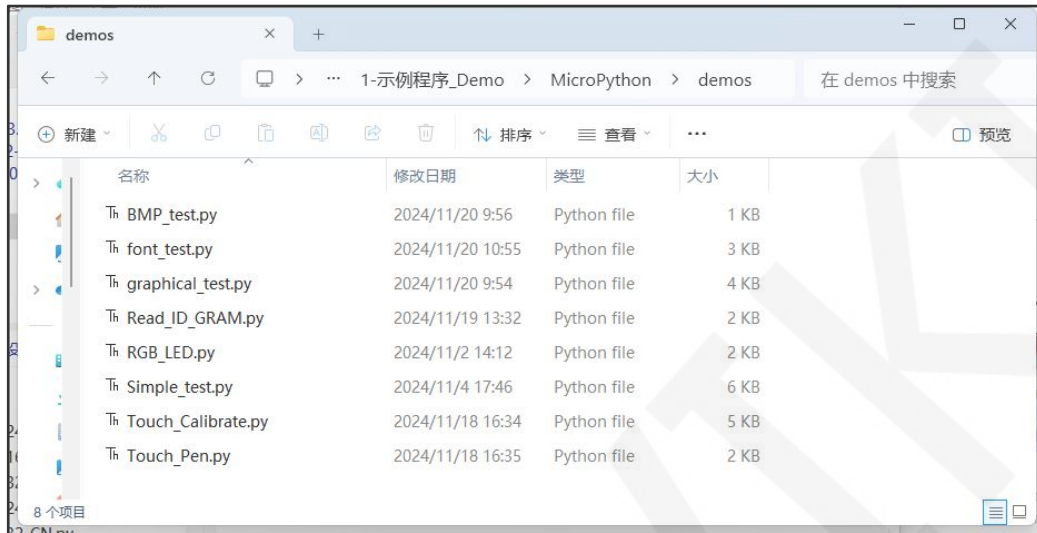 demos
1-示例程序_Demo > MicroPython > demos
在 demos 中搜索
新建
排序
查看
预览
名称 修改日期 类型 大小
BMP_test.py 2024/11/20 9:56 Python file 1 KB
font_test.py 2024/11/20 10:55 Python file 3 KB
graphical_test.py 2024/11/20 9:54 Python file 4 KB
Read_ID_GRAM.py 2024/11/19 13:32 Python file 2 KB
RGB_LED.py 2024/11/2 14:12 Python file 2 KB
Simple_test.py 2024/11/4 17:46 Python file 6 KB
Touch_Calibrate.py 2024/11/18 16:34 Python file 5 KB
Touch_Pen.py 2024/11/18 16:35 Python file 2 KB
8 个项目